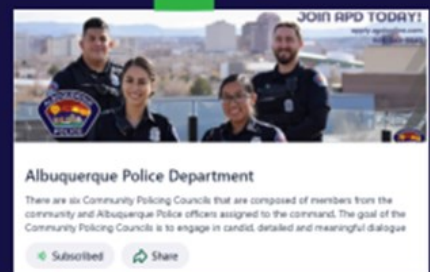 JOIN APD TODAY!
ALBUQUERQUE
POLICE
Albuquerque Police Department
There are six Community Policing Councils that are composed of members from the
community and Albuquerque Police officers assigned to the command. The goal of the
Community Policing Councils is to engage in candid, detailed and meaningful dialogue
Subscribed
Share